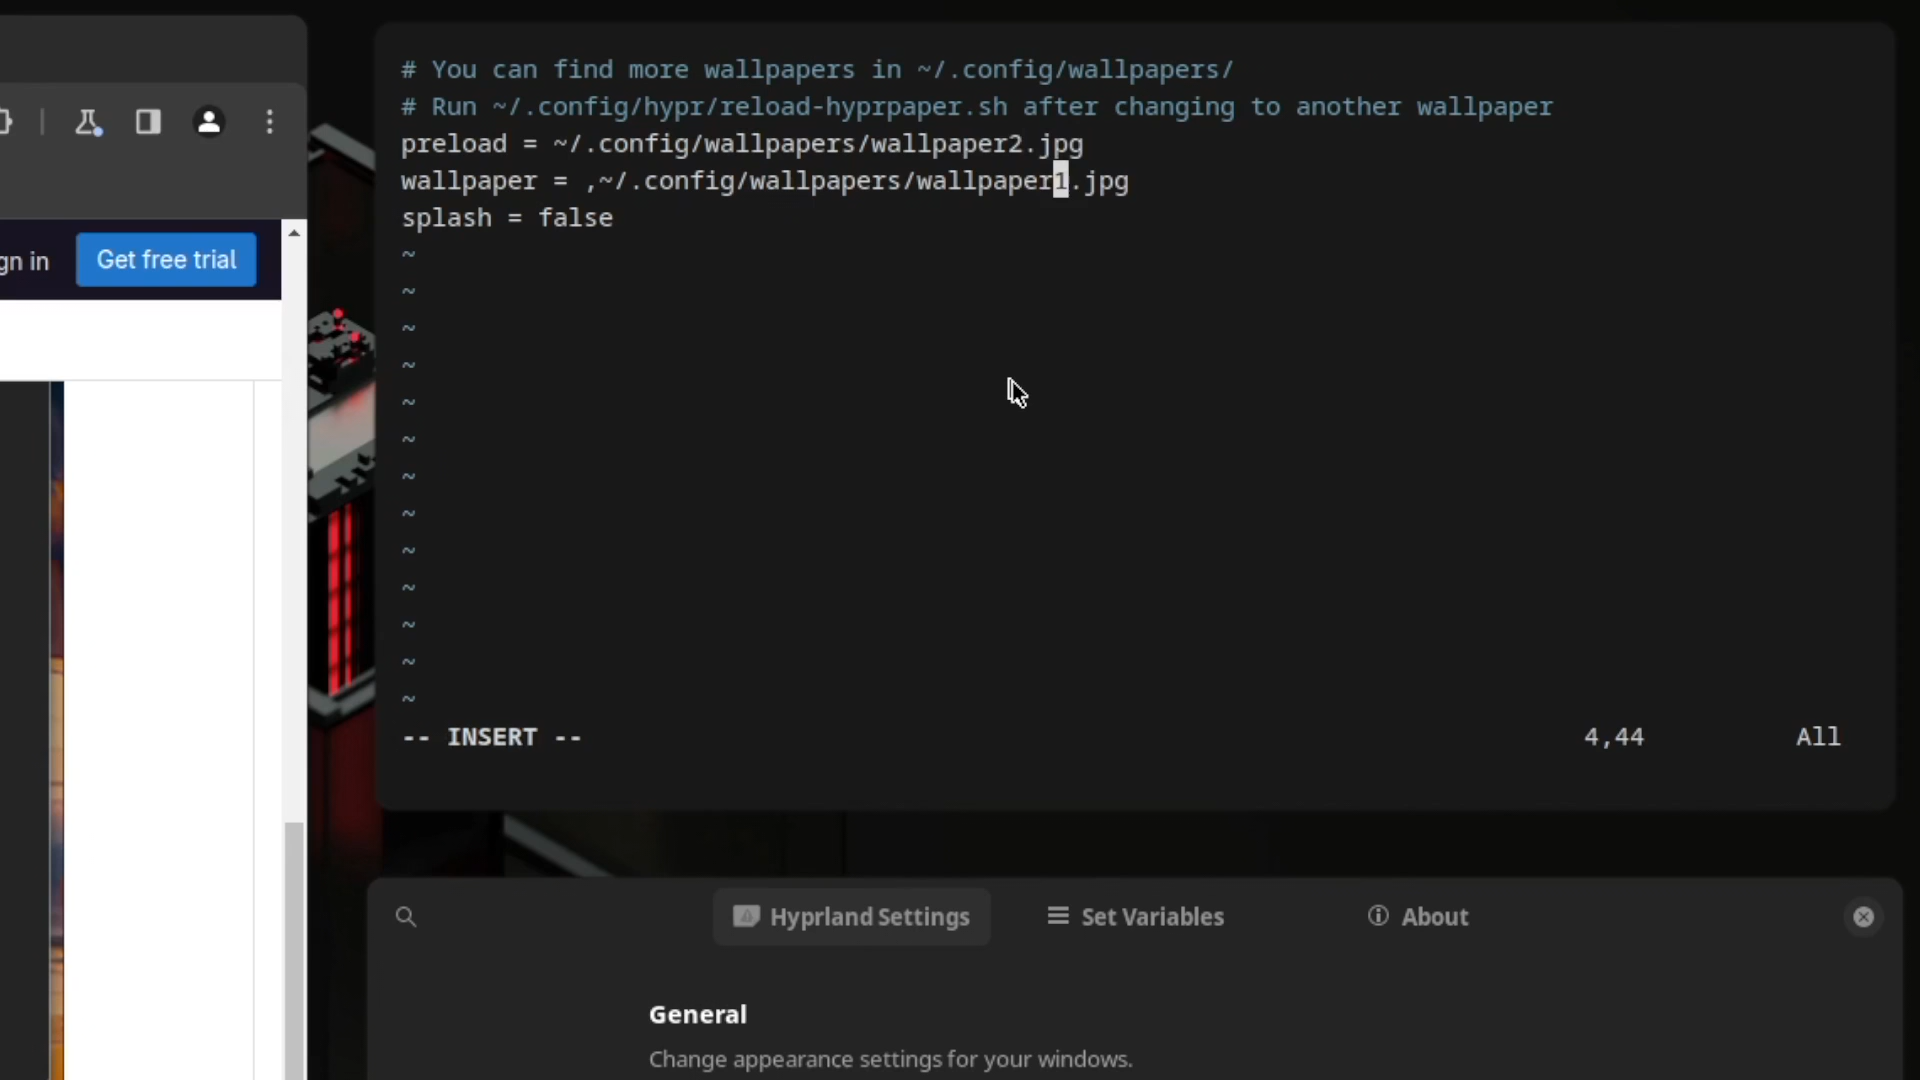 gn in
Get free trial
# You can find more wallpapers in ~/.config/wallpapers/
# Run ~/.config/hypr/reload-hyprpaper.sh after changing to another wallpaper
preload = ~/.config/wallpapers/wallpaper2.jpg
wallpaper = ,~/.config/wallpapers/wallpaper1.jpg
splash = false
~
~
~
~
~
~
~
~
~
~
~
~
~
-- INSERT -- 4,44 All
Hyprland Settings Set Variables About
General
Change appearance settings for your windows.